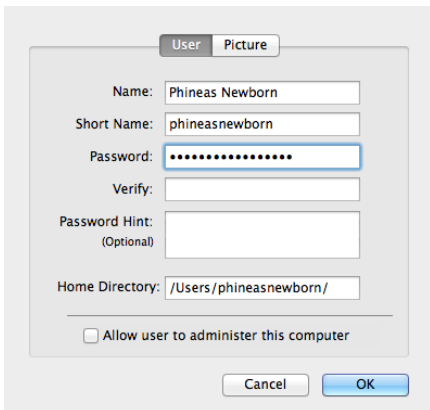 User Picture
Name: Phineas Newborn
Short Name: phineasnewborn
Password: •••••••••••••••••
Verify:
Password Hint:
(Optional)
Home Directory: /Users/phineasnewborn/
Allow user to administer this computer
Cancel OK